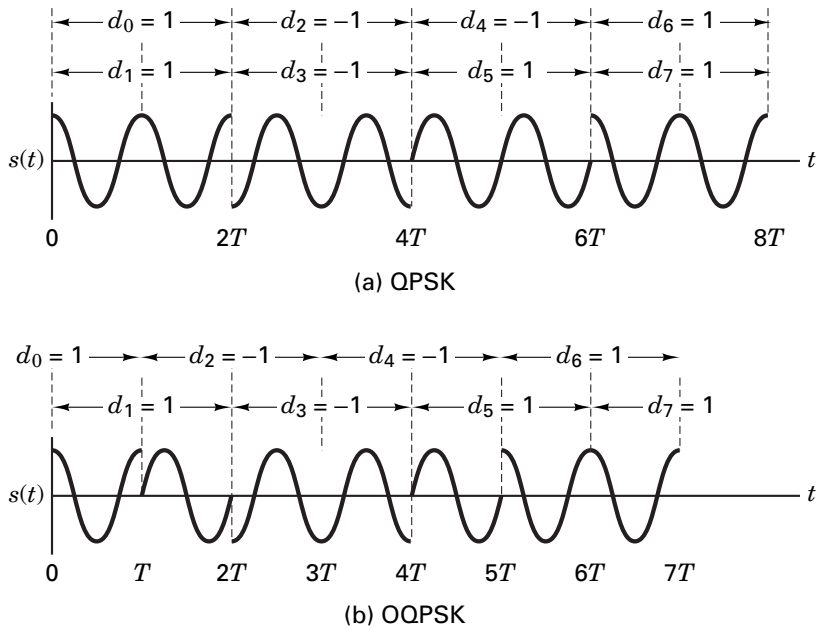 d0 = 1 d2 = −1 d4 = −1 d6 = 1
d1 = 1 d3 = −1 d5 = 1 d7 = 1
s(t) t
0 2T 4T 6T 8T
(a) QPSK
d0 = 1 d2 = −1 d4 = −1 d6 = 1
d1 = 1 d3 = −1 d5 = 1 d7 = 1
s(t) t
0 T 2T 3T 4T 5T 6T 7T
(b) OQPSK